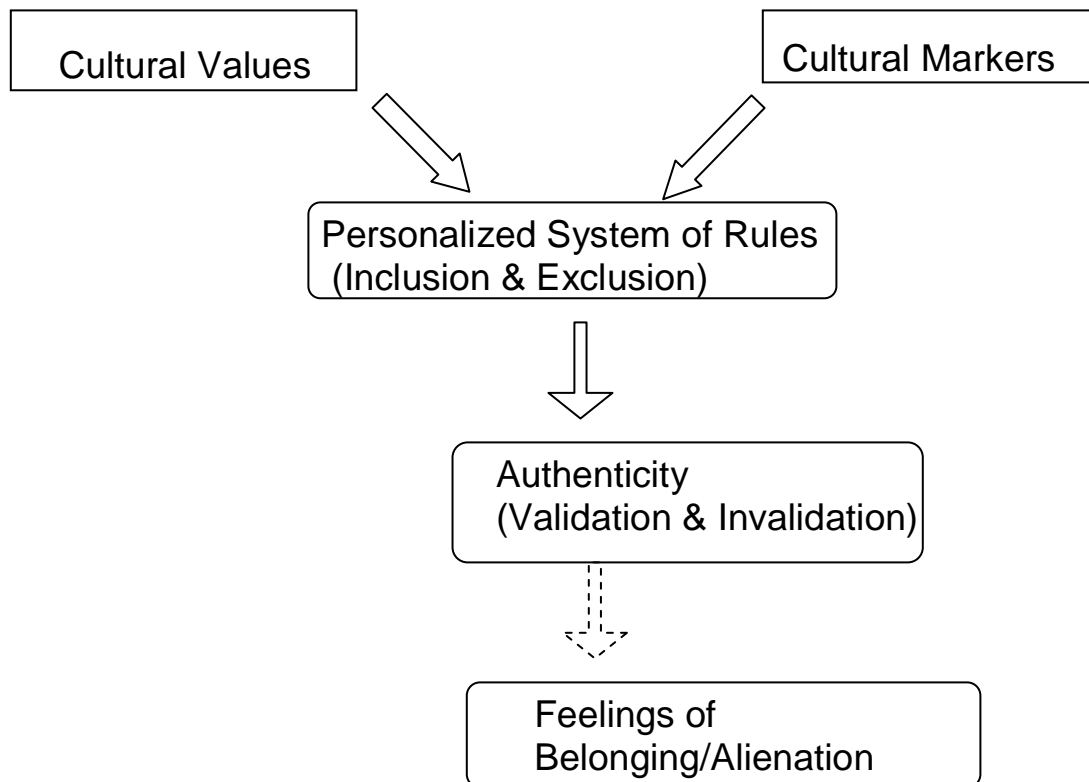 Cultural Values
Cultural Markers
Personalized System of Rules
(Inclusion & Exclusion)
Authenticity
(Validation & Invalidation)
Feelings of
Belonging/Alienation